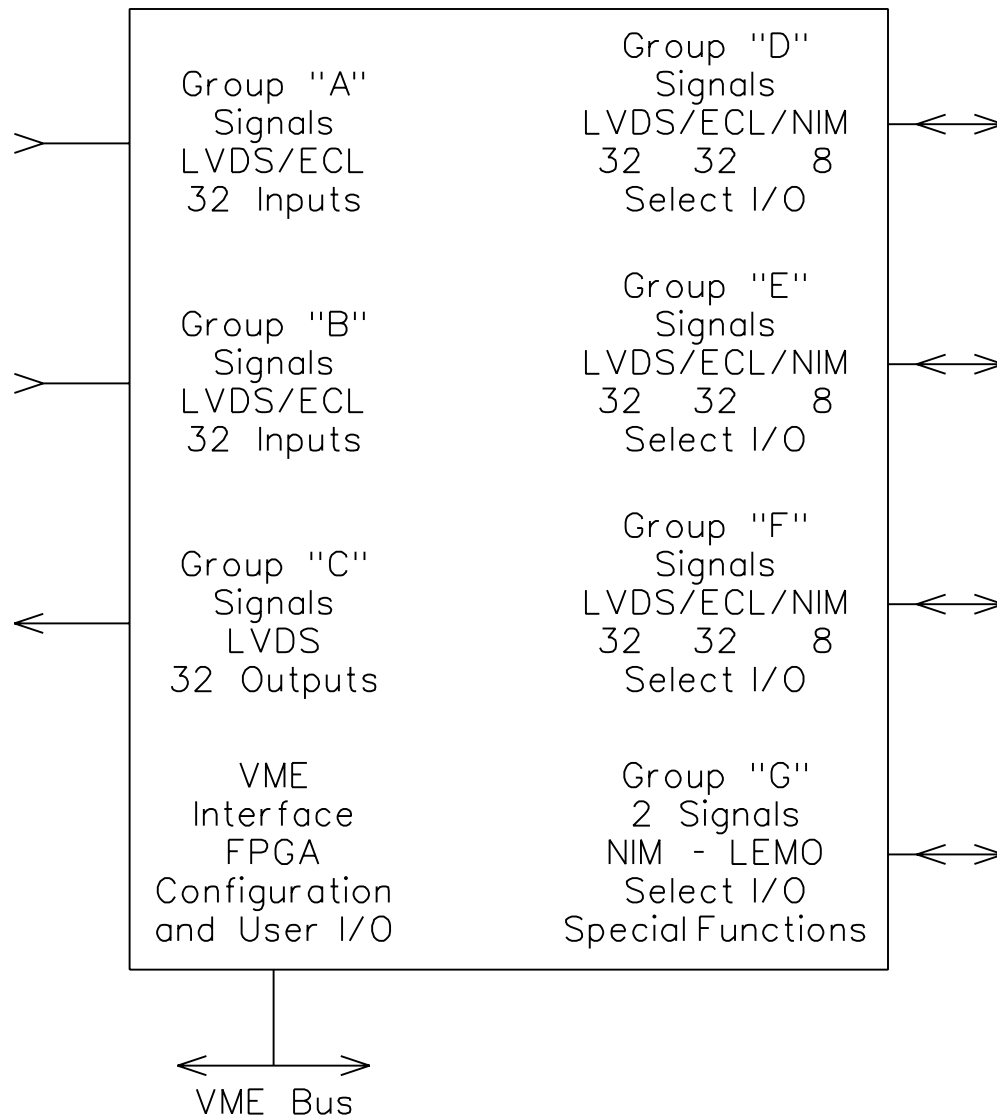 Group "A"
Signals
LVDS/ECL
32 Inputs
Group "B"
Signals
LVDS/ECL
32 Inputs
Group "C"
Signals
LVDS
32 Outputs
VME
Interface
FPGA
Configuration
and User I/O
Group "D"
Signals
LVDS/ECL/NIM
32 32 8
Select I/O
Group "E"
Signals
LVDS/ECL/NIM
32 32 8
Select I/O
Group "F"
Signals
LVDS/ECL/NIM
32 32 8
Select I/O
Group "G"
2 Signals
NIM - LEMO
Select I/O
Special Functions
VME Bus